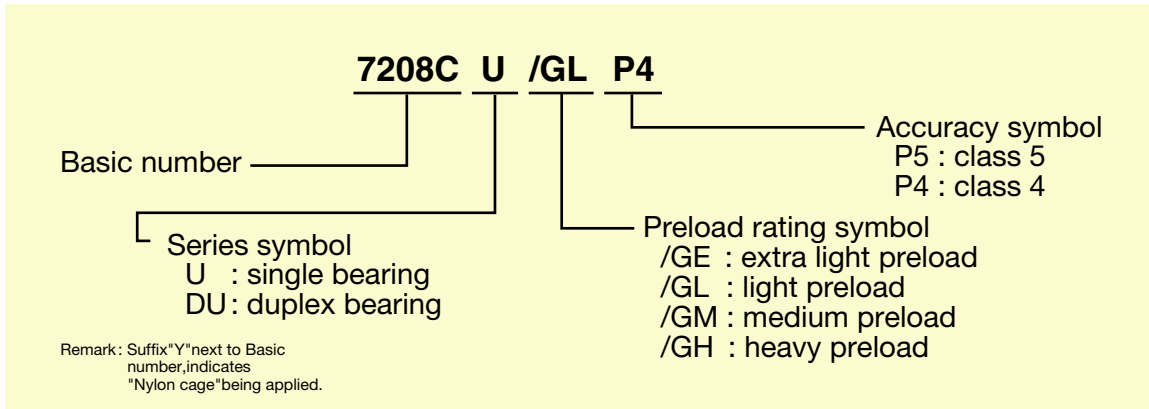 7208C U /GL P4
Accuracy symbol
P5 : class 5
P4 : class 4
Basic number
Preload rating symbol
/GE : extra light preload
/GL : light preload
/GM : medium preload
/GH : heavy preload
Series symbol
U : single bearing
DU : duplex bearing
Remark : Suffix"Y"next to Basic
number,indicates
"Nylon cage"being applied.